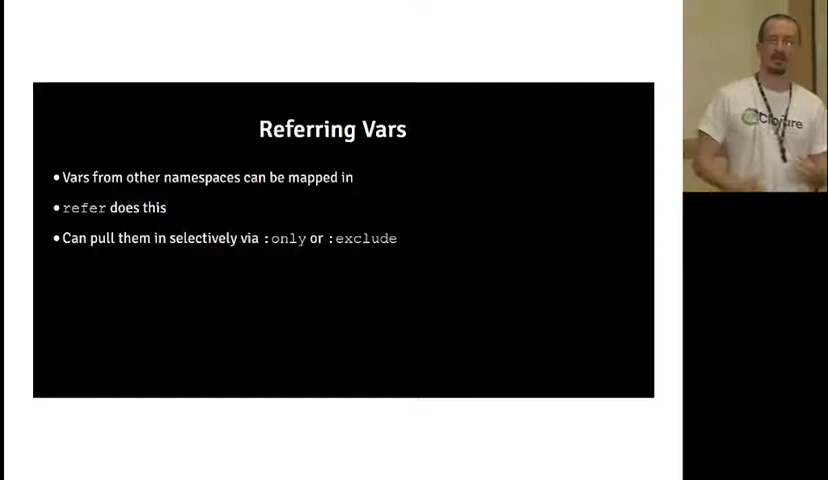 Referring Vars
•Vars from other namespaces can be mapped in
•refer does this
•Can pull them in selectively via :only or :exclude
Clojure